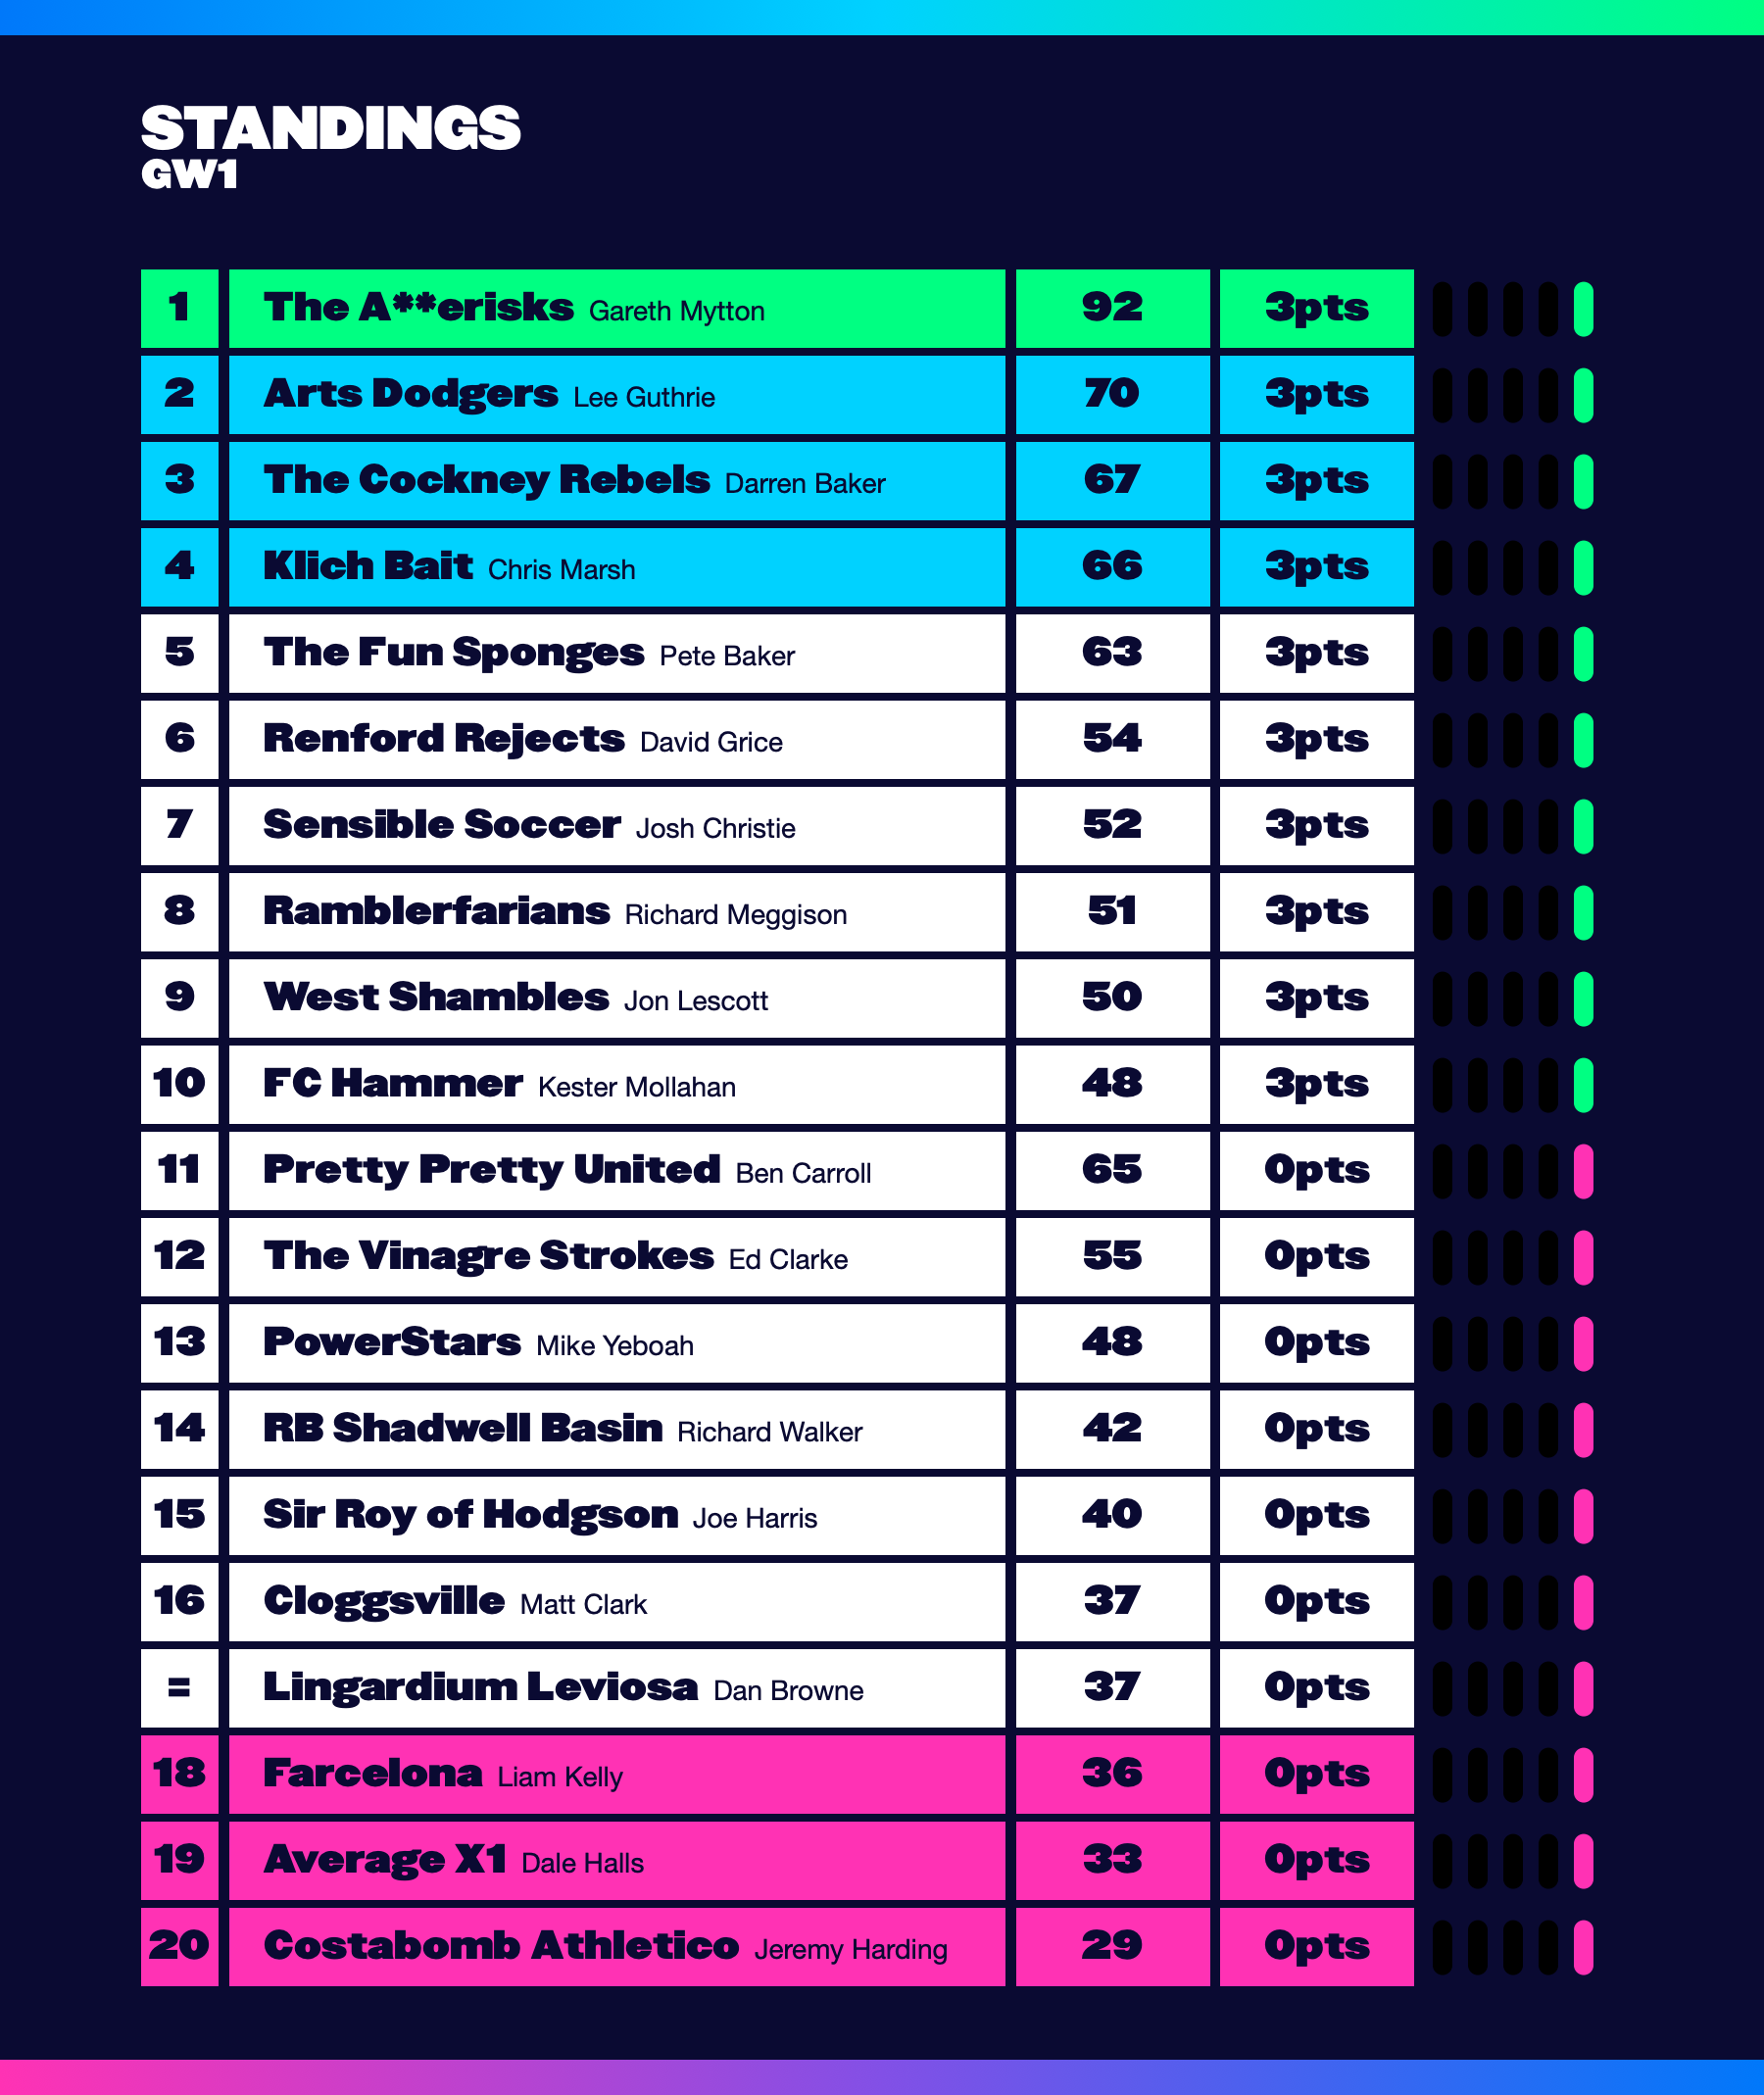 STANDINGS
GW1
1 The A**erisks Gareth Mytton 92 3pts
2 Arts Dodgers Lee Guthrie 70 3pts
3 The Cockney Rebels Darren Baker 67 3pts
4 Klich Bait Chris Marsh 66 3pts
5 The Fun Sponges Pete Baker 63 3pts
6 Renford Rejects David Grice 54 3pts
7 Sensible Soccer Josh Christie 52 3pts
8 Ramblerfarians Richard Meggison 51 3pts
9 West Shambles Jon Lescott 50 3pts
10 FC Hammer Kester Mollahan 48 3pts
11 Pretty Pretty United Ben Carroll 65 0pts
12 The Vinagre Strokes Ed Clarke 55 0pts
13 PowerStars Mike Yeboah 48 0pts
14 RB Shadwell Basin Richard Walker 42 0pts
15 Sir Roy of Hodgson Joe Harris 40 0pts
16 Cloggsville Matt Clark 37 0pts
= Lingardium Leviosa Dan Browne 37 0pts
18 Farcelona Liam Kelly 36 0pts
19 Average X1 Dale Halls 33 0pts
20 Costabomb Athletico Jeremy Harding 29 0pts